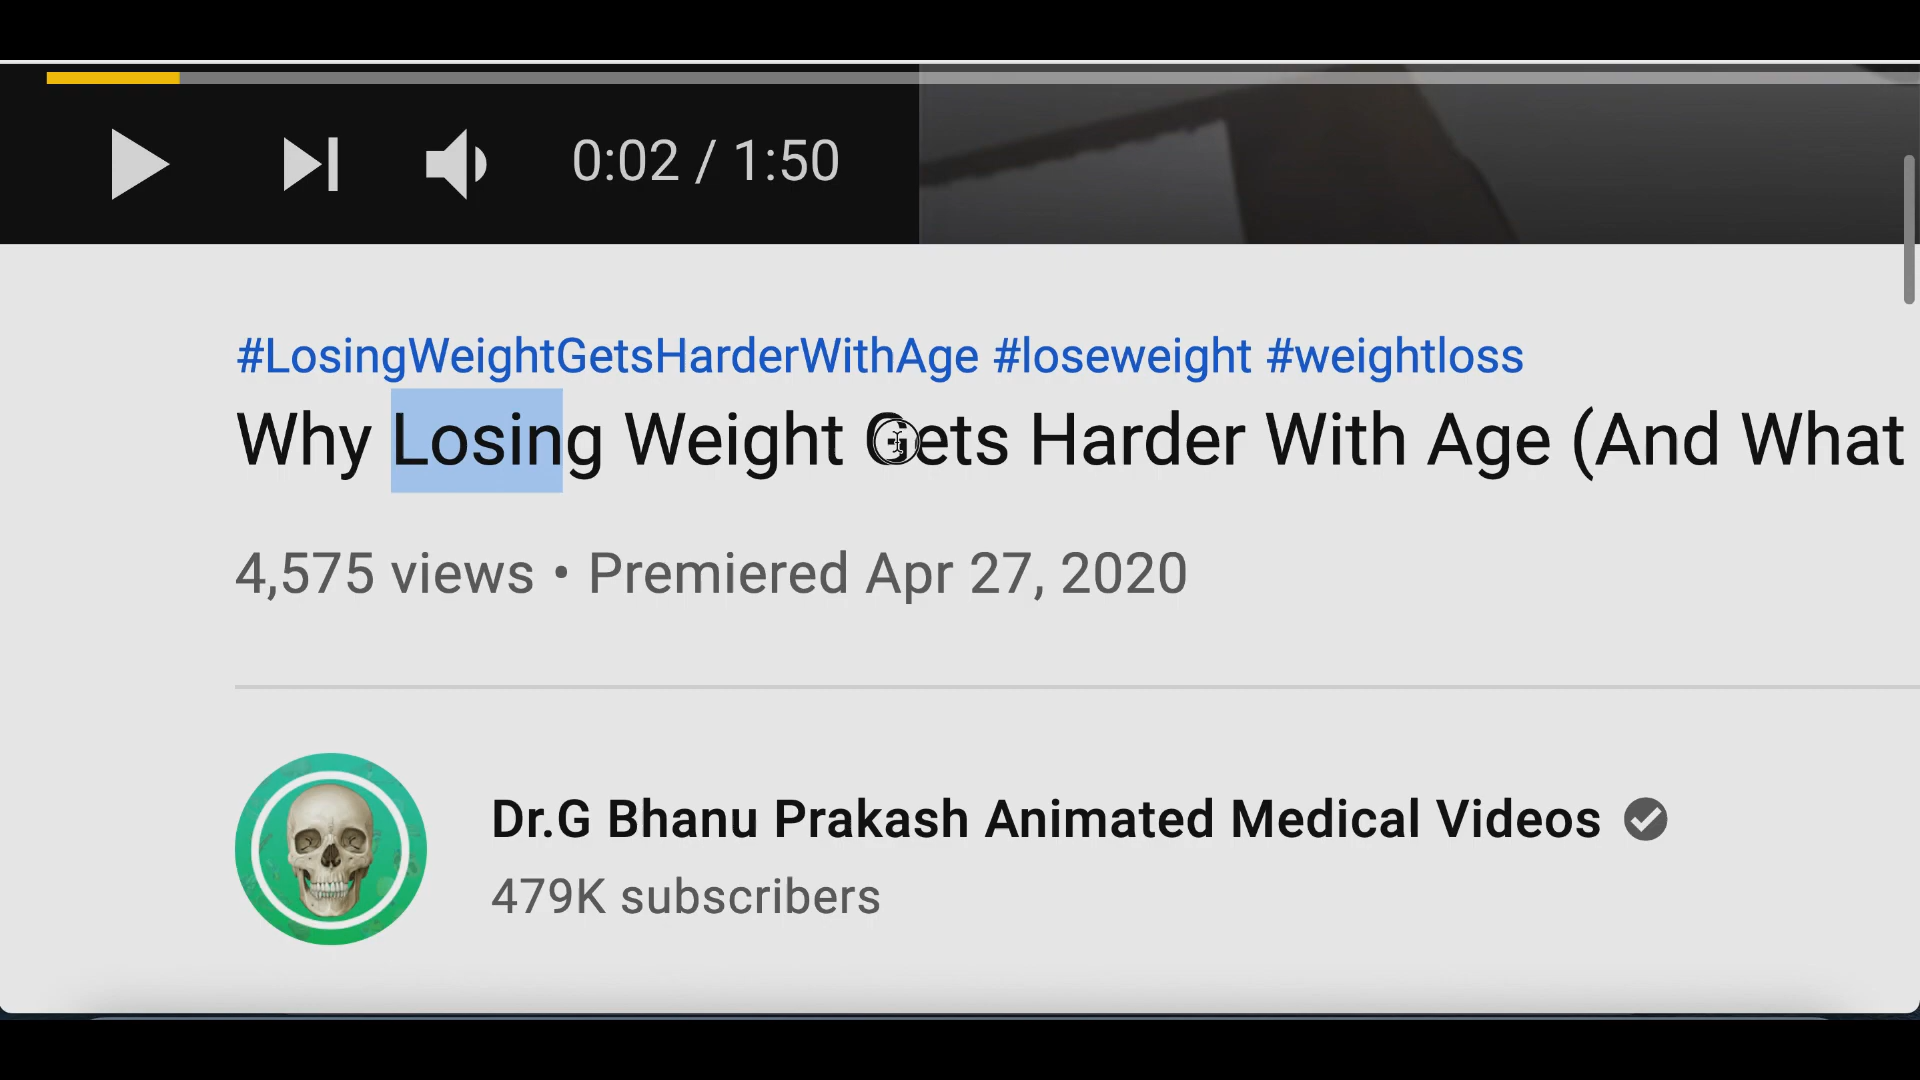 0:02 / 1:50
#LosingWeightGetsHarderWithAge #loseweight #weightloss
Why Losing Weight Gets Harder With Age (And What
4,575 views • Premiered Apr 27, 2020
Dr.G Bhanu Prakash Animated Medical Videos
479K subscribers